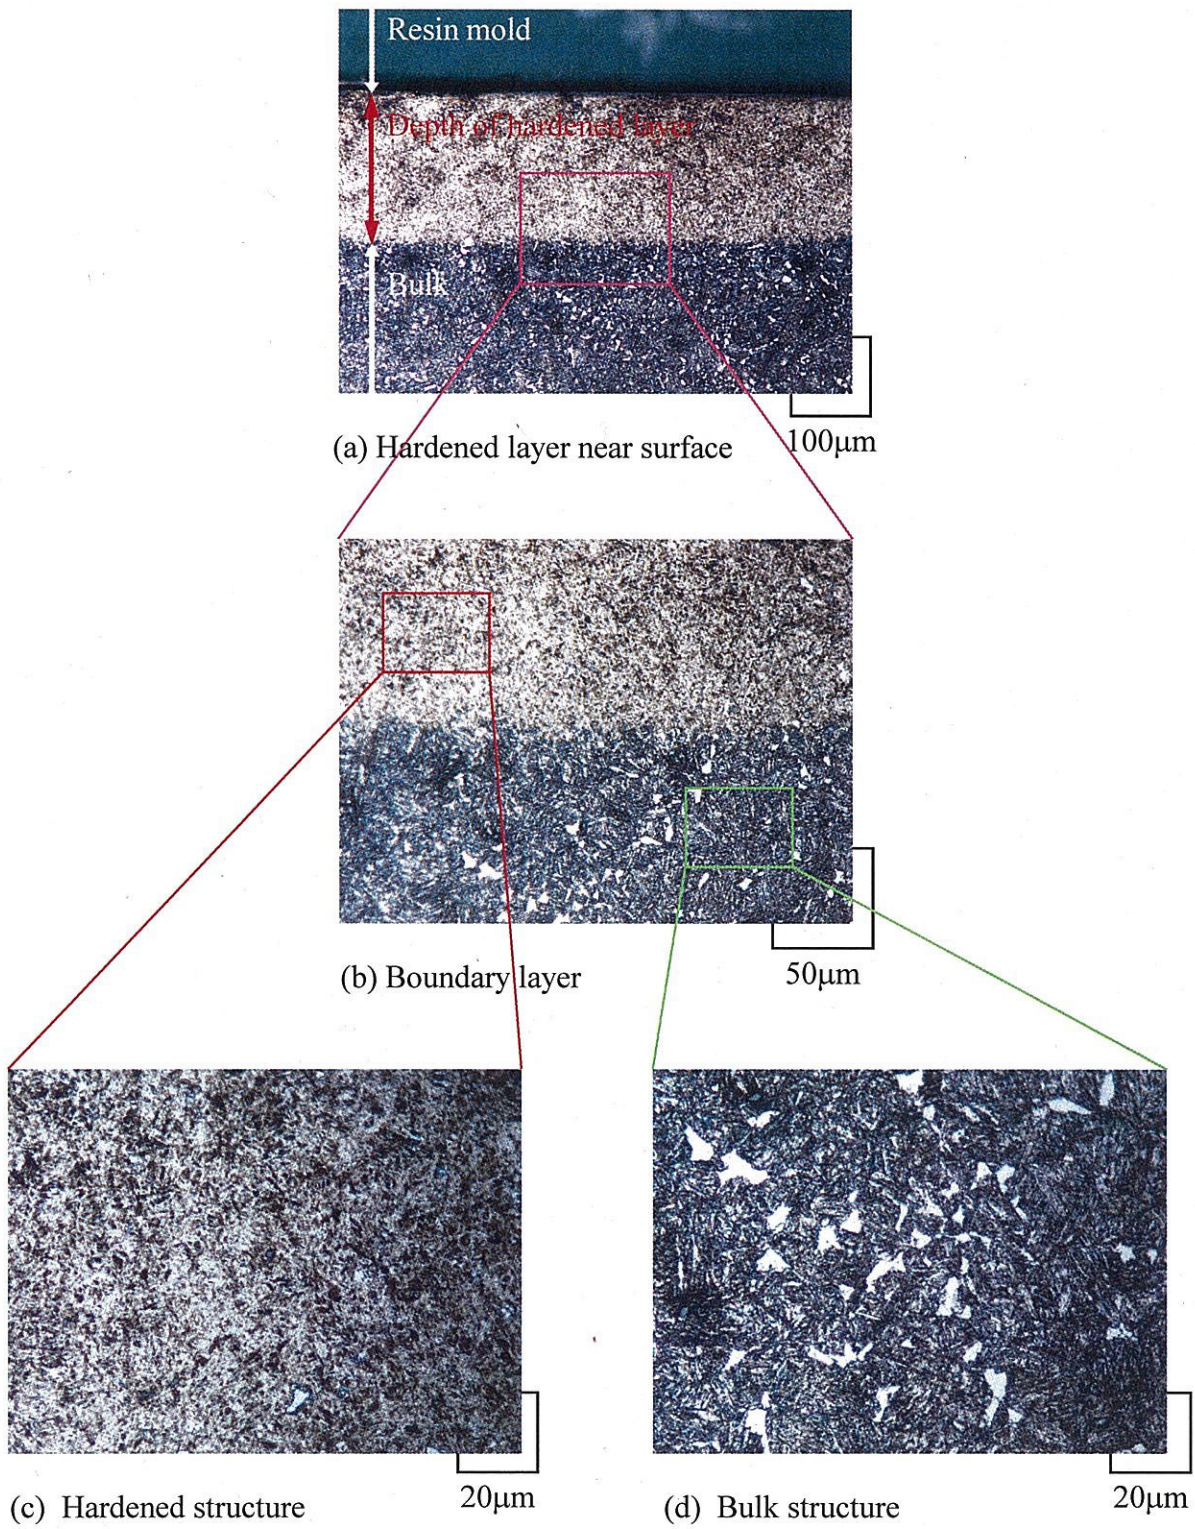 Resin mold
Depth of hardened layer
Bulk
100μm
(a) Hardened layer near surface
50μm
(b) Boundary layer
20μm
(c) Hardened structure
20μm
(d) Bulk structure